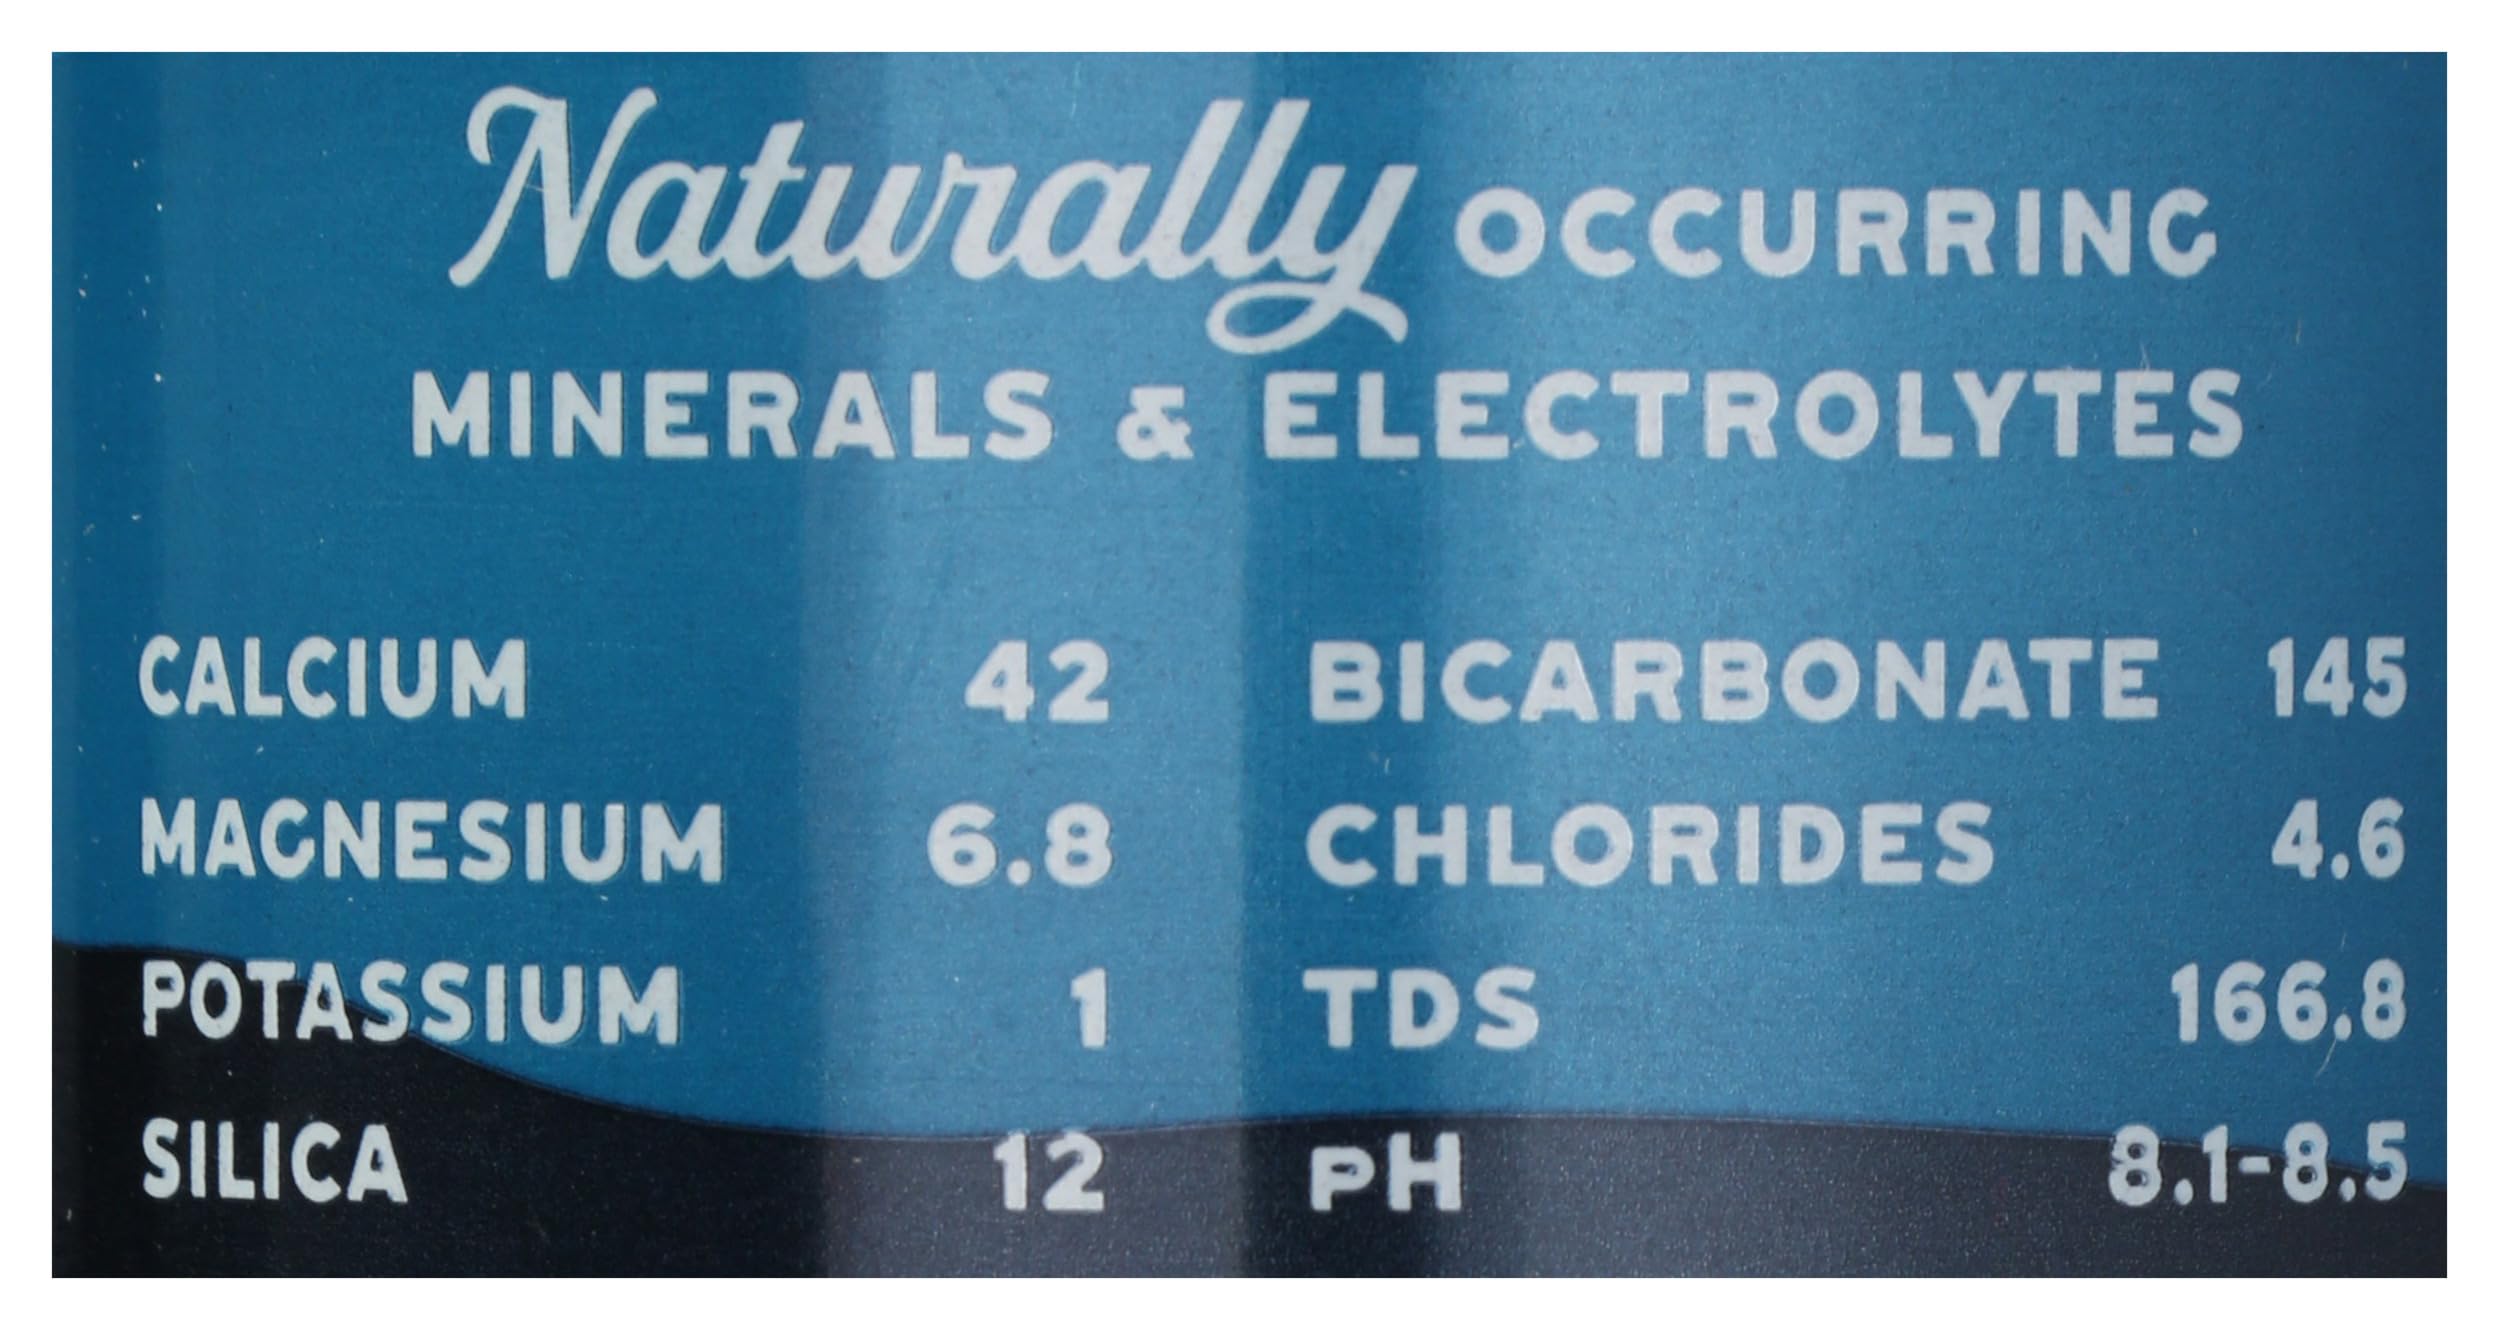 Naturally OCCURRING
MINERALS & ELECTROLYTES
CALCIUM 42 BICARBONATE 145
MAGNESIUM 6.8 CHLORIDES 4.6
POTASSIUM 1 TDS 166.8
SILICA 12 pH 8.1-8.5